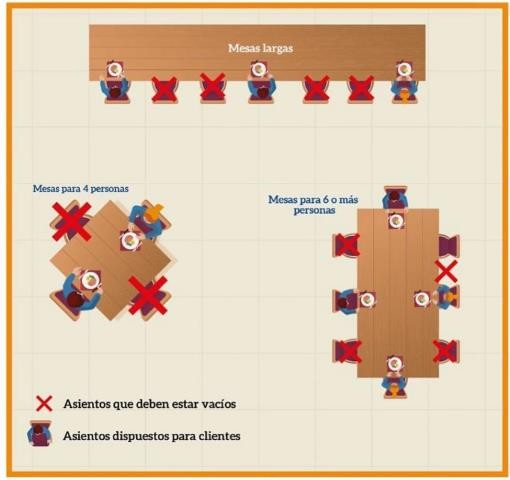 Mesas largas
Mesas para 4 personas
Mesas para 6 o más
personas
Asientos que deben estar vacíos
Asientos dispuestos para clientes